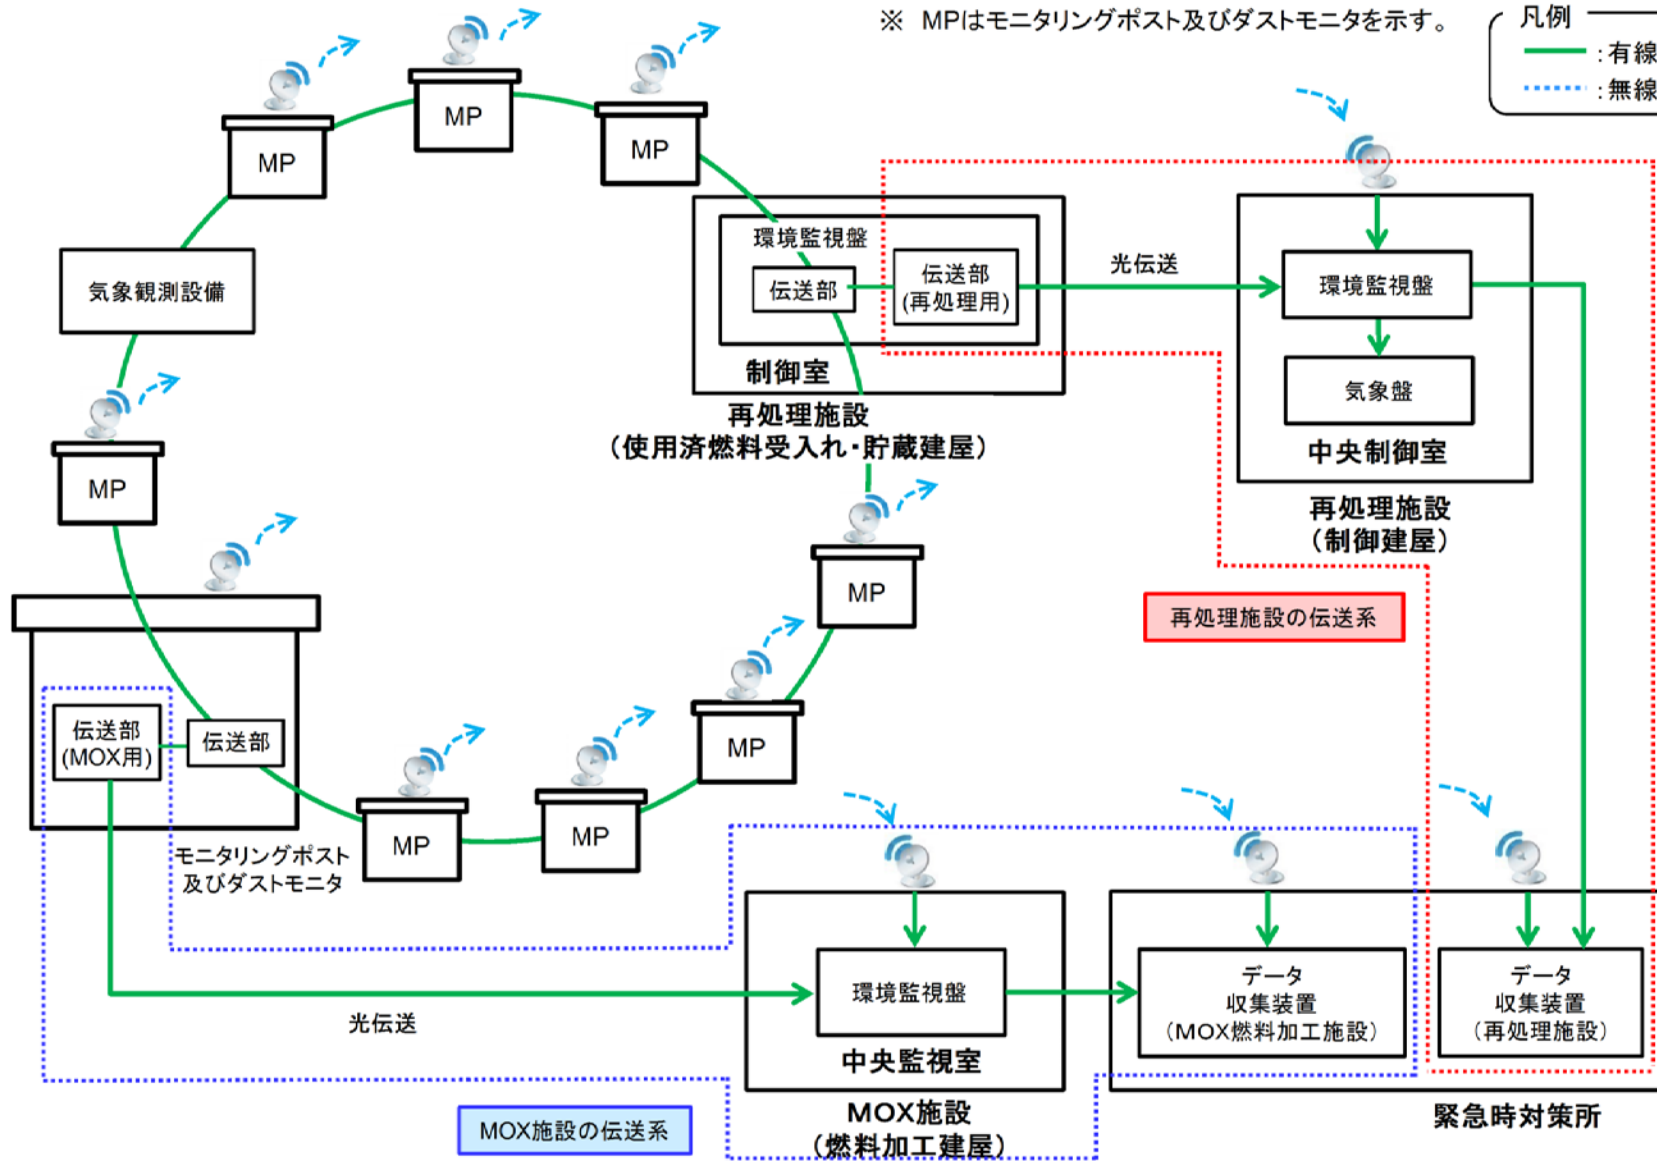 ※ MPはモニタリングポスト及びダストモニタを示す。
凡例
:有線
:無線
MP
MP
MP
気象観測設備
環境監視盤
伝送部
伝送部
(再処理用)
制御室
再処理施設
(使用済燃料受入れ・貯蔵建屋)
光伝送
環境監視盤
気象盤
中央制御室
再処理施設
(制御建屋)
MP
MP
再処理施設の伝送系
伝送部
(MOX用)
伝送部
MP
MP
MP
モニタリングポスト
及びダストモニタ
光伝送
環境監視盤
中央監視室
MOX施設
(燃料加工建屋)
データ
収集装置
(MOX燃料加工施設)
データ
収集装置
(再処理施設)
緊急時対策所
MOX施設の伝送系